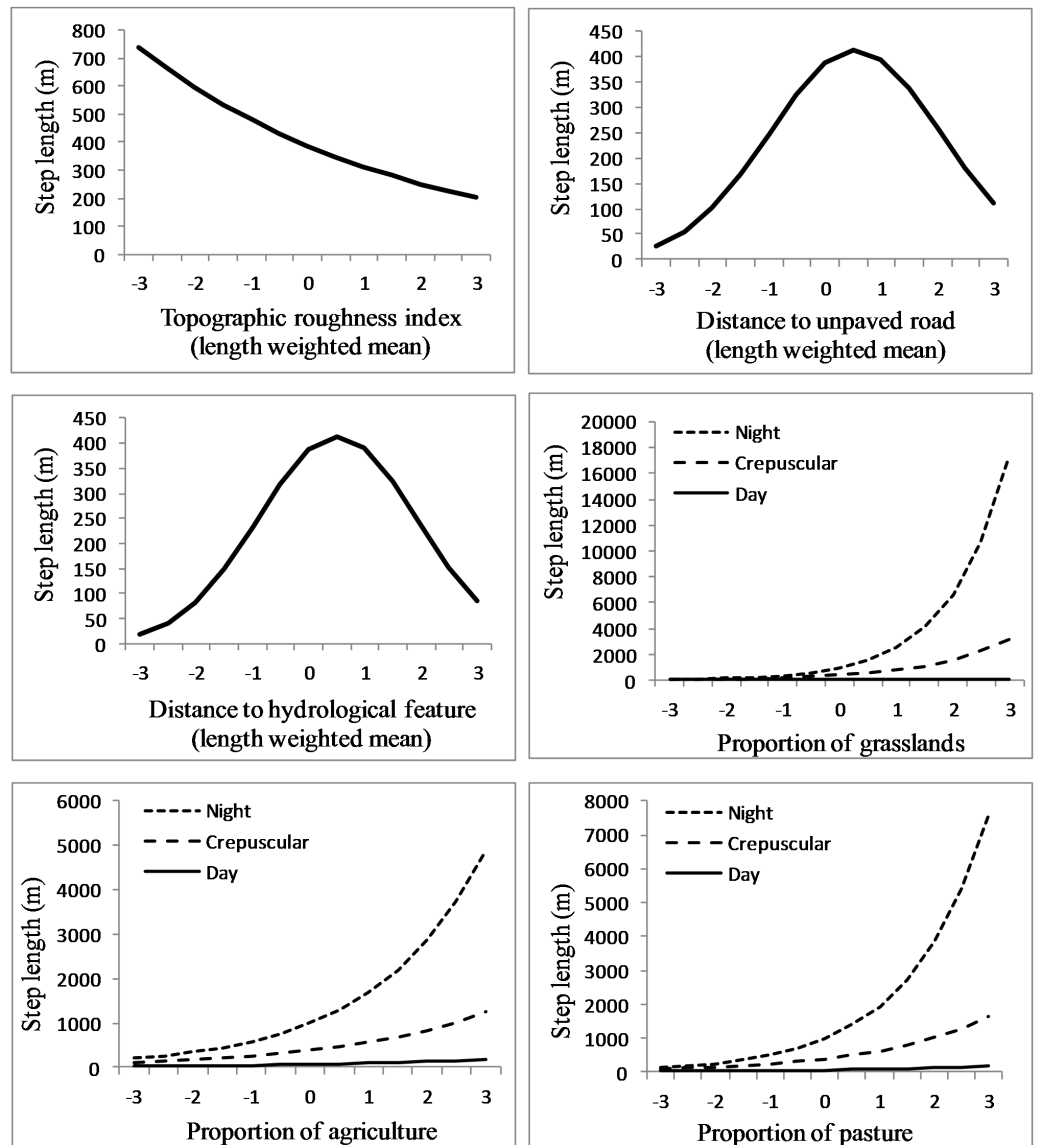 800
700
600
500
400
300
200
100
0
Step length (m)
-3 -2 -1 0 1 2 3
Topographic roughness index
(length weighted mean)
450
400
350
300
250
200
150
100
50
0
Step length (m)
-3 -2 -1 0 1 2 3
Distance to unpaved road
(length weighted mean)
450
400
350
300
250
200
150
100
50
0
Step length (m)
-3 -2 -1 0 1 2 3
Distance to hydrological feature
(length weighted mean)
20000
18000
16000
14000
12000
10000
8000
6000
4000
2000
0
Step length (m)
Night
Crepuscular
Day
-3 -2 -1 0 1 2 3
Proportion of grasslands
6000
5000
4000
3000
2000
1000
0
Step length (m)
Night
Crepuscular
Day
-3 -2 -1 0 1 2 3
Proportion of agriculture
8000
7000
6000
5000
4000
3000
2000
1000
0
Step length (m)
Night
Crepuscular
Day
-3 -2 -1 0 1 2 3
Proportion of pasture